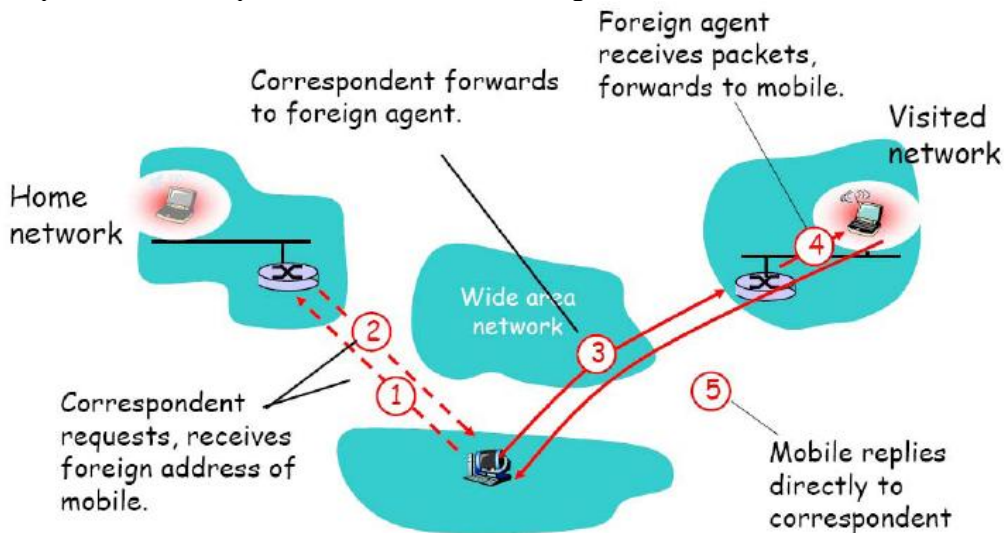 Foreign agent
receives packets,
forwards to mobile.
Correspondent forwards
to foreign agent.
Visited
network
Home
network
4
Wide area
network
2
3
1
5
Correspondent
requests, receives
foreign address of
mobile.
Mobile replies
directly to
correspondent